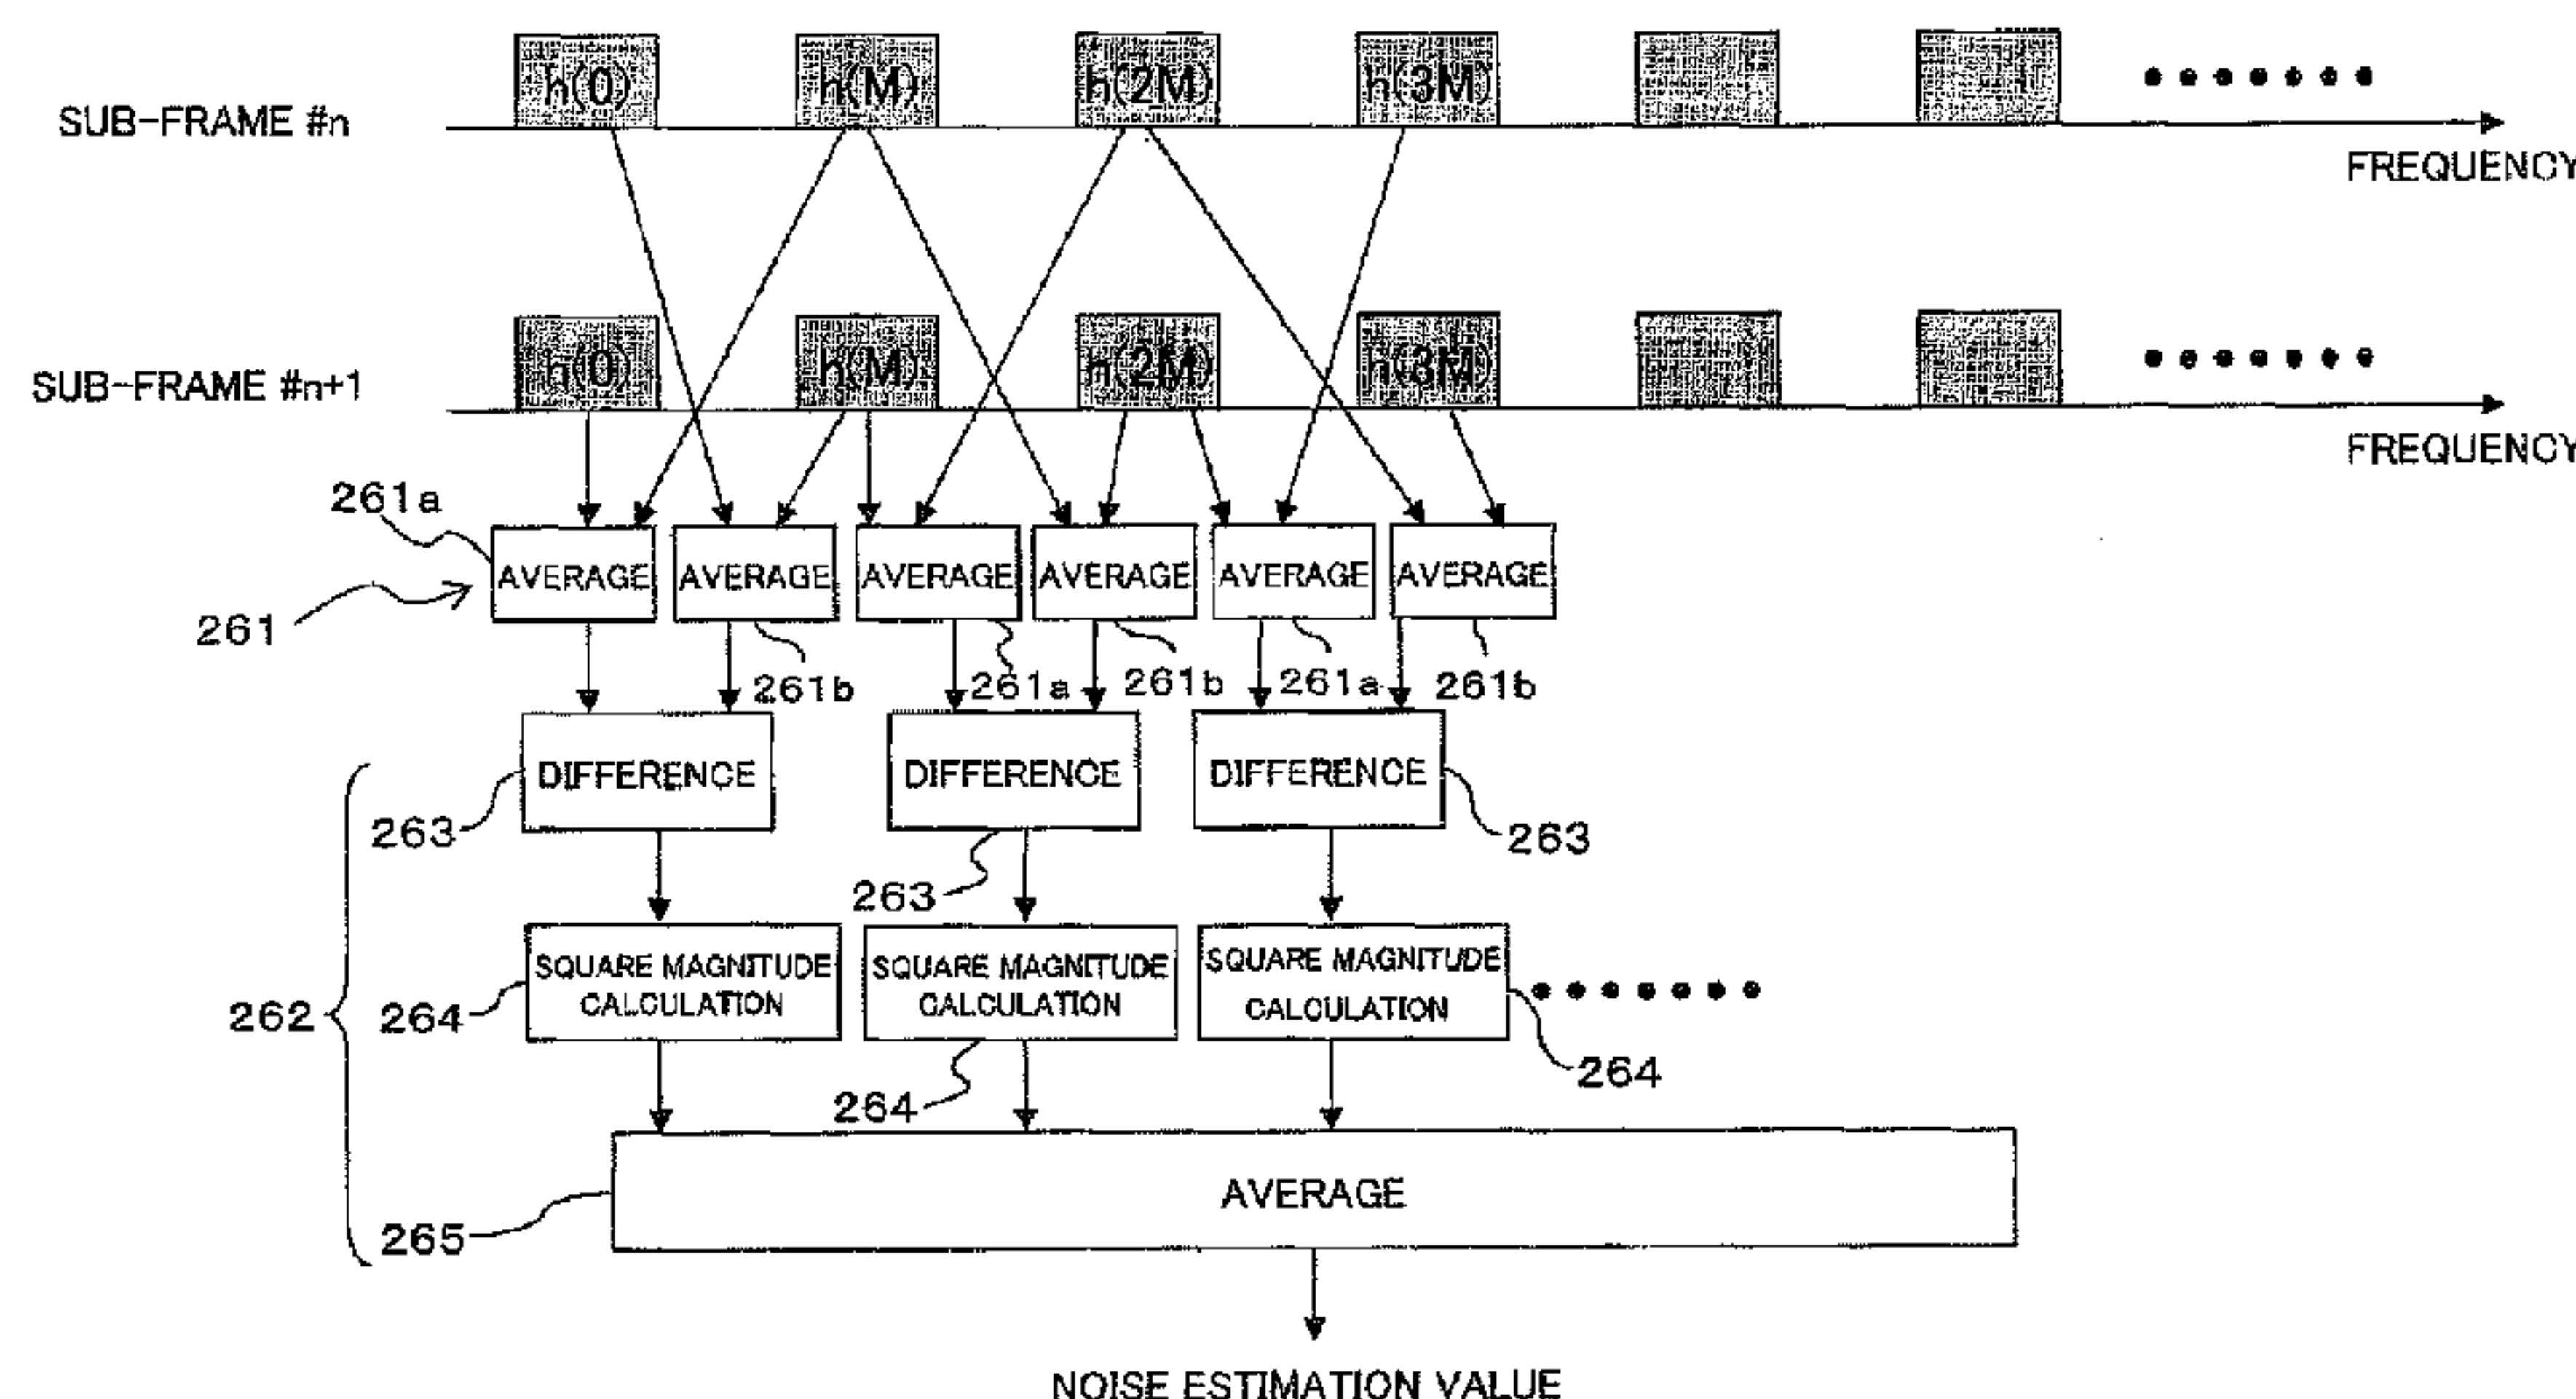 h(0) h(M) h(2M) h(3M)
SUB-FRAME #n
FREQUENCY
h(0) h(M) h(2M) h(3M)
SUB-FRAME #n+1
FREQUENCY
261a
AVERAGE AVERAGE AVERAGE AVERAGE AVERAGE AVERAGE
261
261b 261a 261b 261a 261b
DIFFERENCE DIFFERENCE DIFFERENCE
263 263
263
SQUARE MAGNITUDE SQUARE MAGNITUDE SQUARE MAGNITUDE
CALCULATION CALCULATION CALCULATION
262 264
264
264
AVERAGE
265
NOISE ESTIMATION VALUE